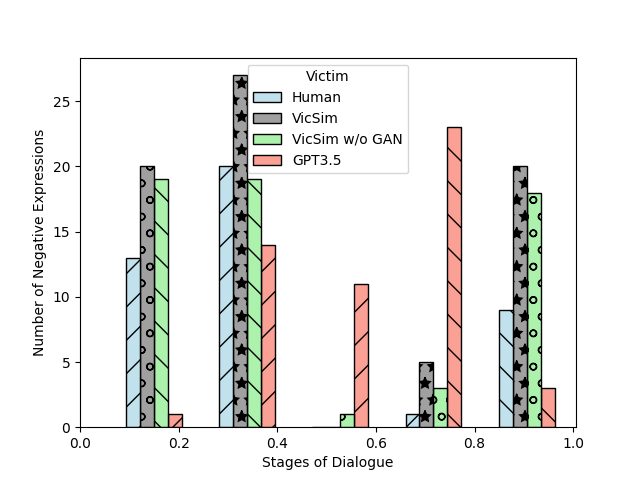 Victim
Human
VicSim
VicSim w/o GAN
GPT3.5
Number of Negative Expressions
25
20
15
10
5
0
0.0 0.2 0.4 0.6 0.8 1.0
Stages of Dialogue